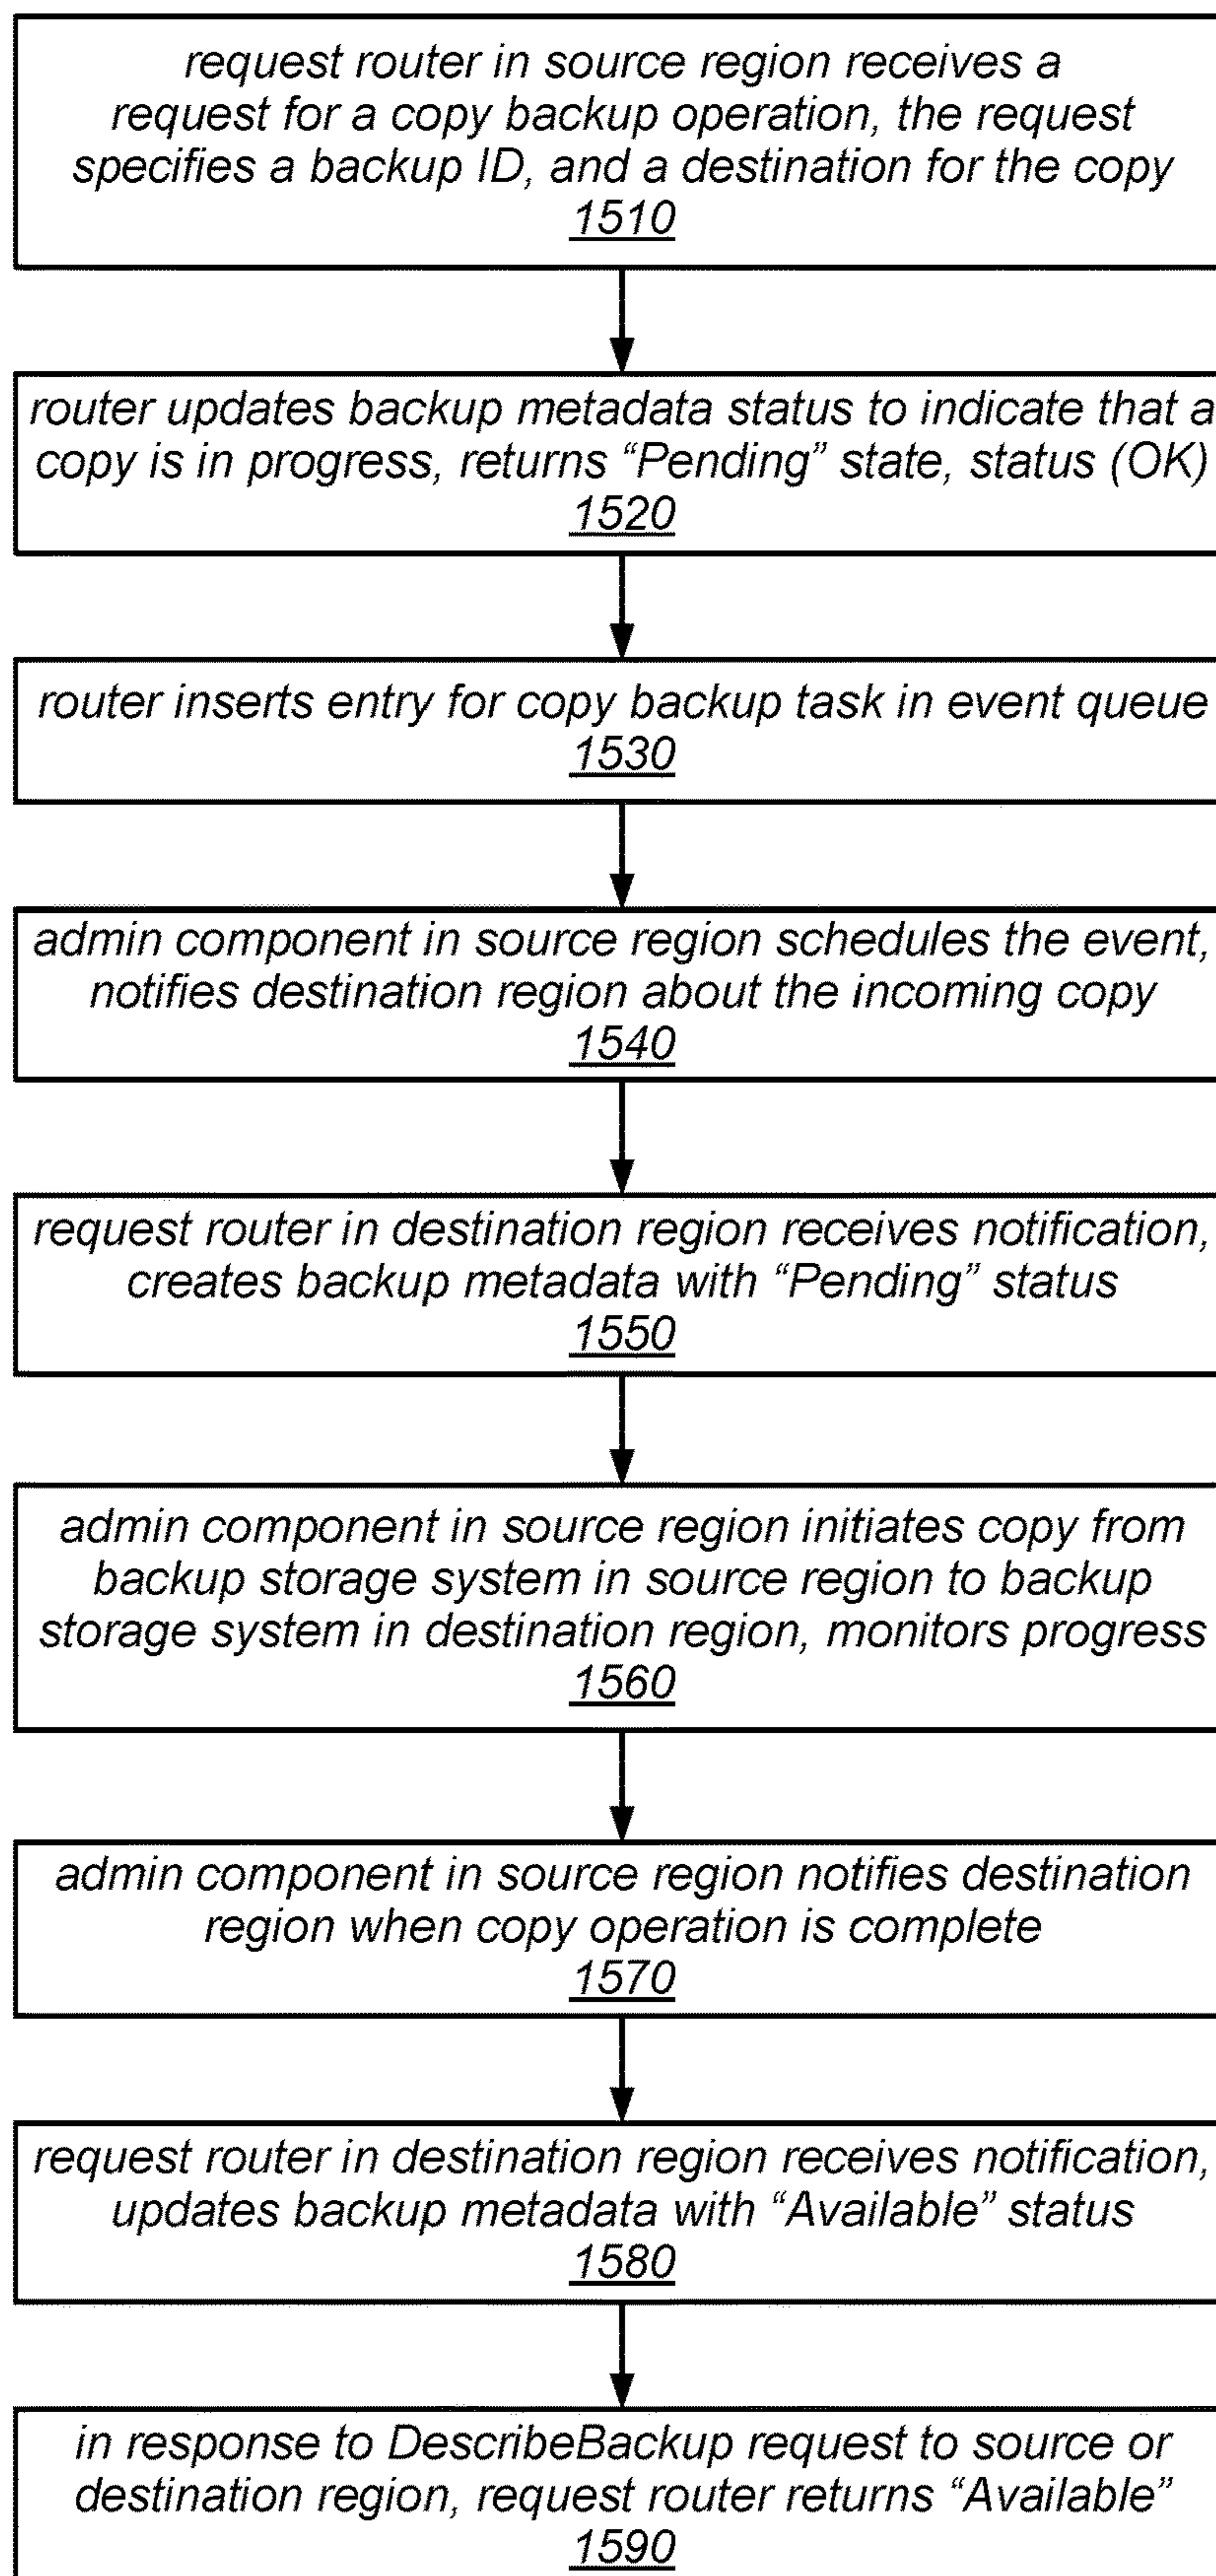 request router in source region receives a
request for a copy backup operation, the request
specifies a backup ID, and a destination for the copy
1510
router updates backup metadata status to indicate that a
copy is in progress, returns “Pending” state, status (OK)
1520
router inserts entry for copy backup task in event queue
1530
admin component in source region schedules the event,
notifies destination region about the incoming copy
1540
request router in destination region receives notification,
creates backup metadata with “Pending” status
1550
admin component in source region initiates copy from
backup storage system in source region to backup
storage system in destination region, monitors progress
1560
admin component in source region notifies destination
region when copy operation is complete
1570
request router in destination region receives notification,
updates backup metadata with “Available” status
1580
in response to DescribeBackup request to source or
destination region, request router returns “Available”
1590